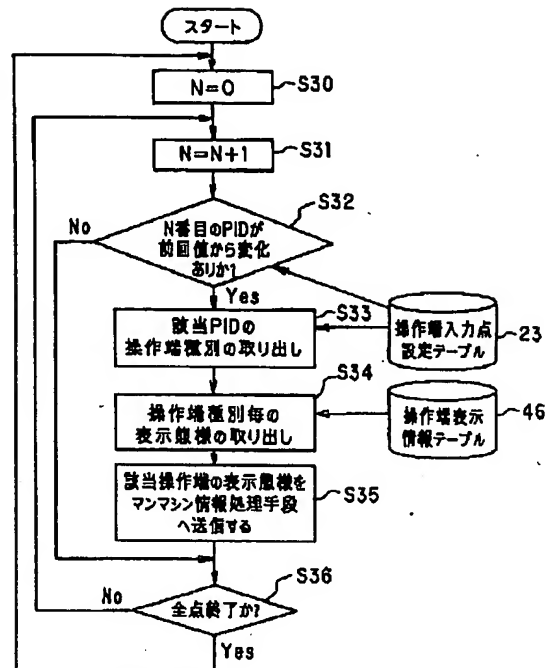 スタート
N=0
S30
N=N+1
S31
S32
No
N番目のPIDが
前回値から変化
ありか?
Yes
S33
該当PIDの
操作端種別の取り出し
操作端入力点
設定テーブル
23
S34
操作端種別毎の
表示態様の取り出し
操作端表示
情報テーブル
46
S35
該当操作端の表示態様を
マンマシン情報処理手段
へ送信する
S36
No
全点終了か?
Yes